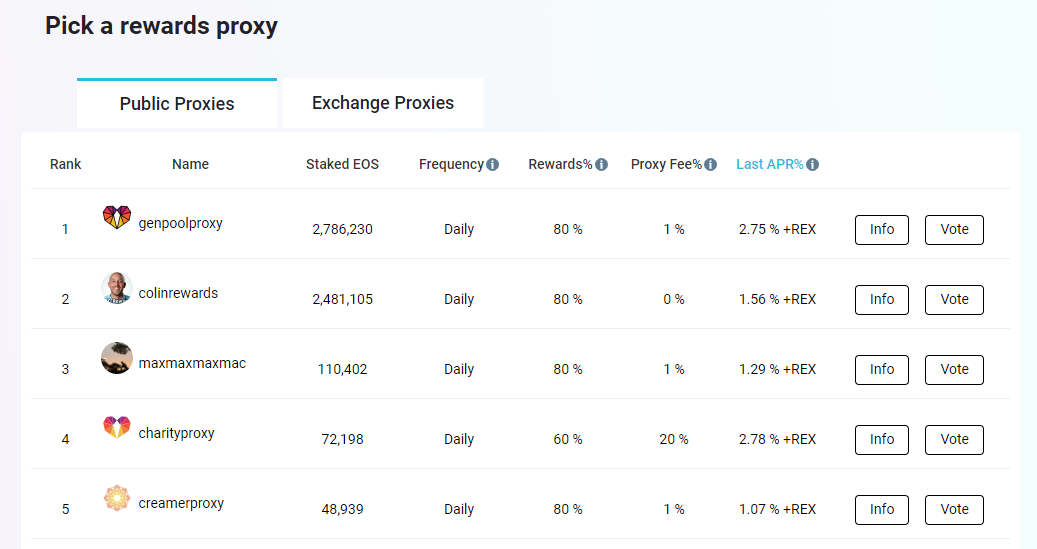 Pick a rewards proxy
Public Proxies Exchange Proxies
Rank Name Staked EOS Frequency Rewards% Proxy Fee% Last APR%
1 genpoolproxy 2,786,230 Daily 80 % 1 % 2.75 % +REX Info Vote
2 colinrewards 2,481,105 Daily 80 % 0 % 1.56 % +REX Info Vote
3 maxmaxmaxmac 110,402 Daily 80 % 1 % 1.29 % +REX Info Vote
4 charityproxy 72,198 Daily 60 % 20 % 2.78 % +REX Info Vote
5 creamerproxy 48,939 Daily 80 % 1 % 1.07 % +REX Info Vote